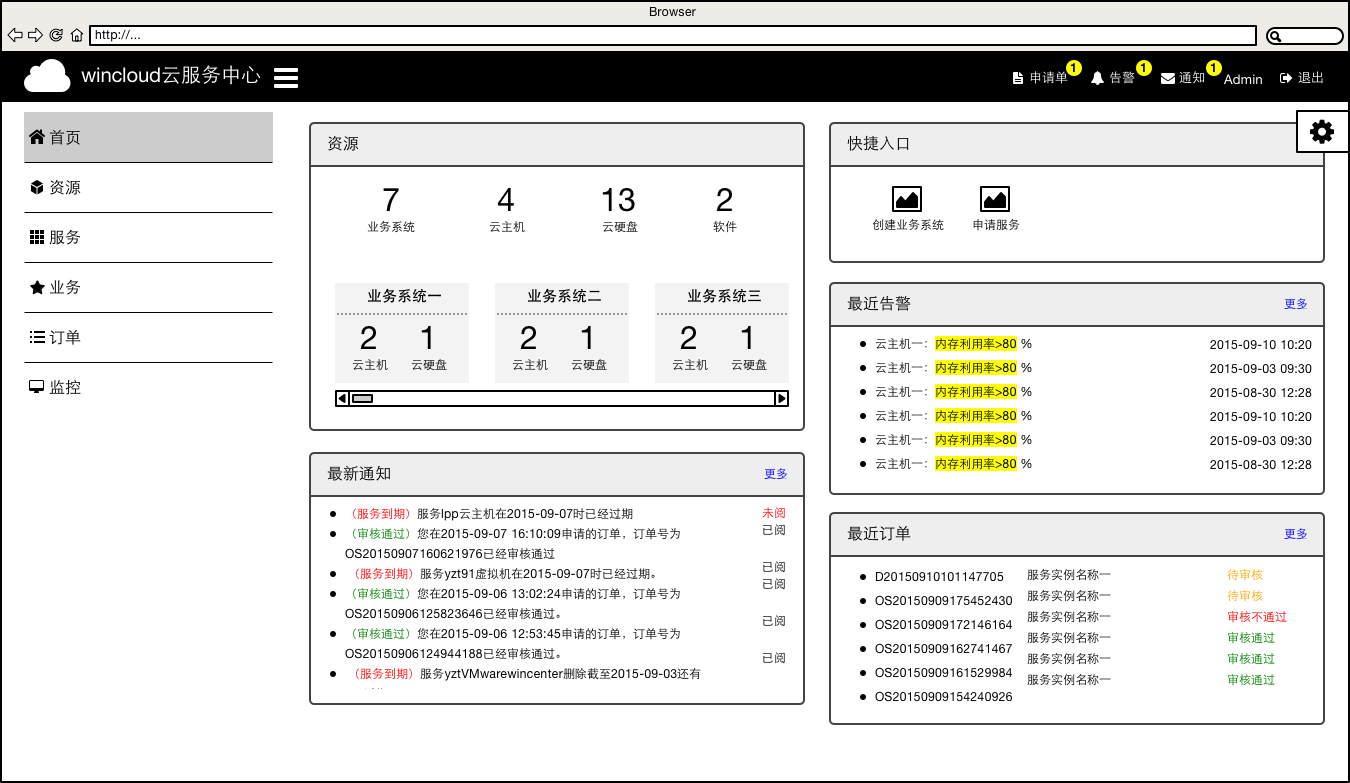 Browser
http://...
wincloud云服务中心
申请单 1
告警 1
通知 1
Admin
退出
首页
资源
服务
业务
订单
监控
资源
7 4 13 2
业务系统 云主机 云硬盘 软件
业务系统一 业务系统二 业务系统三
2 1 2 1 2 1
云主机 云硬盘 云主机 云硬盘 云主机 云硬盘
最新通知 更多
（服务到期）服务lpp云主机在2015-09-07时已经过期 未阅
（审核通过）您在2015-09-07 16:10:09申请的订单，订单号为 已阅
OS20150907160621976已经审核通过
（服务到期）服务yzt91虚拟机在2015-09-07时已经过期。 已阅
（审核通过）您在2015-09-06 13:02:24申请的订单，订单号为 已阅
OS20150906125823646已经审核通过。
（审核通过）您在2015-09-06 12:53:45申请的订单，订单号为 已阅
OS20150906124944188已经审核通过。
（服务到期）服务yztVMwarewincenter删除截至2015-09-03还有 已阅
快捷入口
创建业务系统 申请服务
最近告警 更多
云主机一：内存利用率>80 % 2015-09-10 10:20
云主机一：内存利用率>80 % 2015-09-03 09:30
云主机一：内存利用率>80 % 2015-08-30 12:28
云主机一：内存利用率>80 % 2015-09-10 10:20
云主机一：内存利用率>80 % 2015-09-03 09:30
云主机一：内存利用率>80 % 2015-08-30 12:28
最近订单 更多
D20150910101147705 服务实例名称一 待审核
OS20150909175452430 服务实例名称一 待审核
OS20150909172146164 服务实例名称一 审核不通过
OS20150909162741467 服务实例名称一 审核通过
OS20150909161529984 服务实例名称一 审核通过
OS20150909154240926 服务实例名称一 审核通过